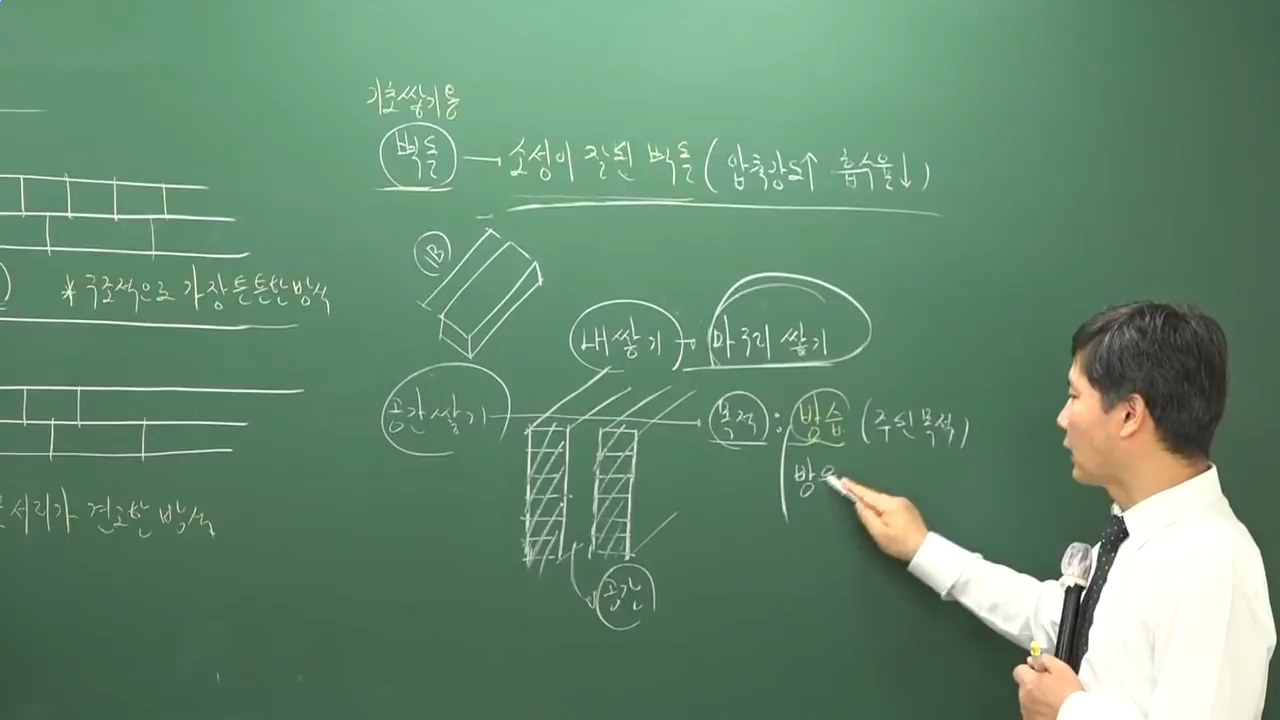 기초쌓기용
벽돌 → 소성이 잘된 벽돌 (압축강도↑ 흡수율↓)
1B
* 구조적으로 가장 튼튼한 방식
내쌓기 → 마구리 쌓기
공간쌓기 → 목적 : 방습 (주된 목적)
방
모서리가 견고한 방식
공간